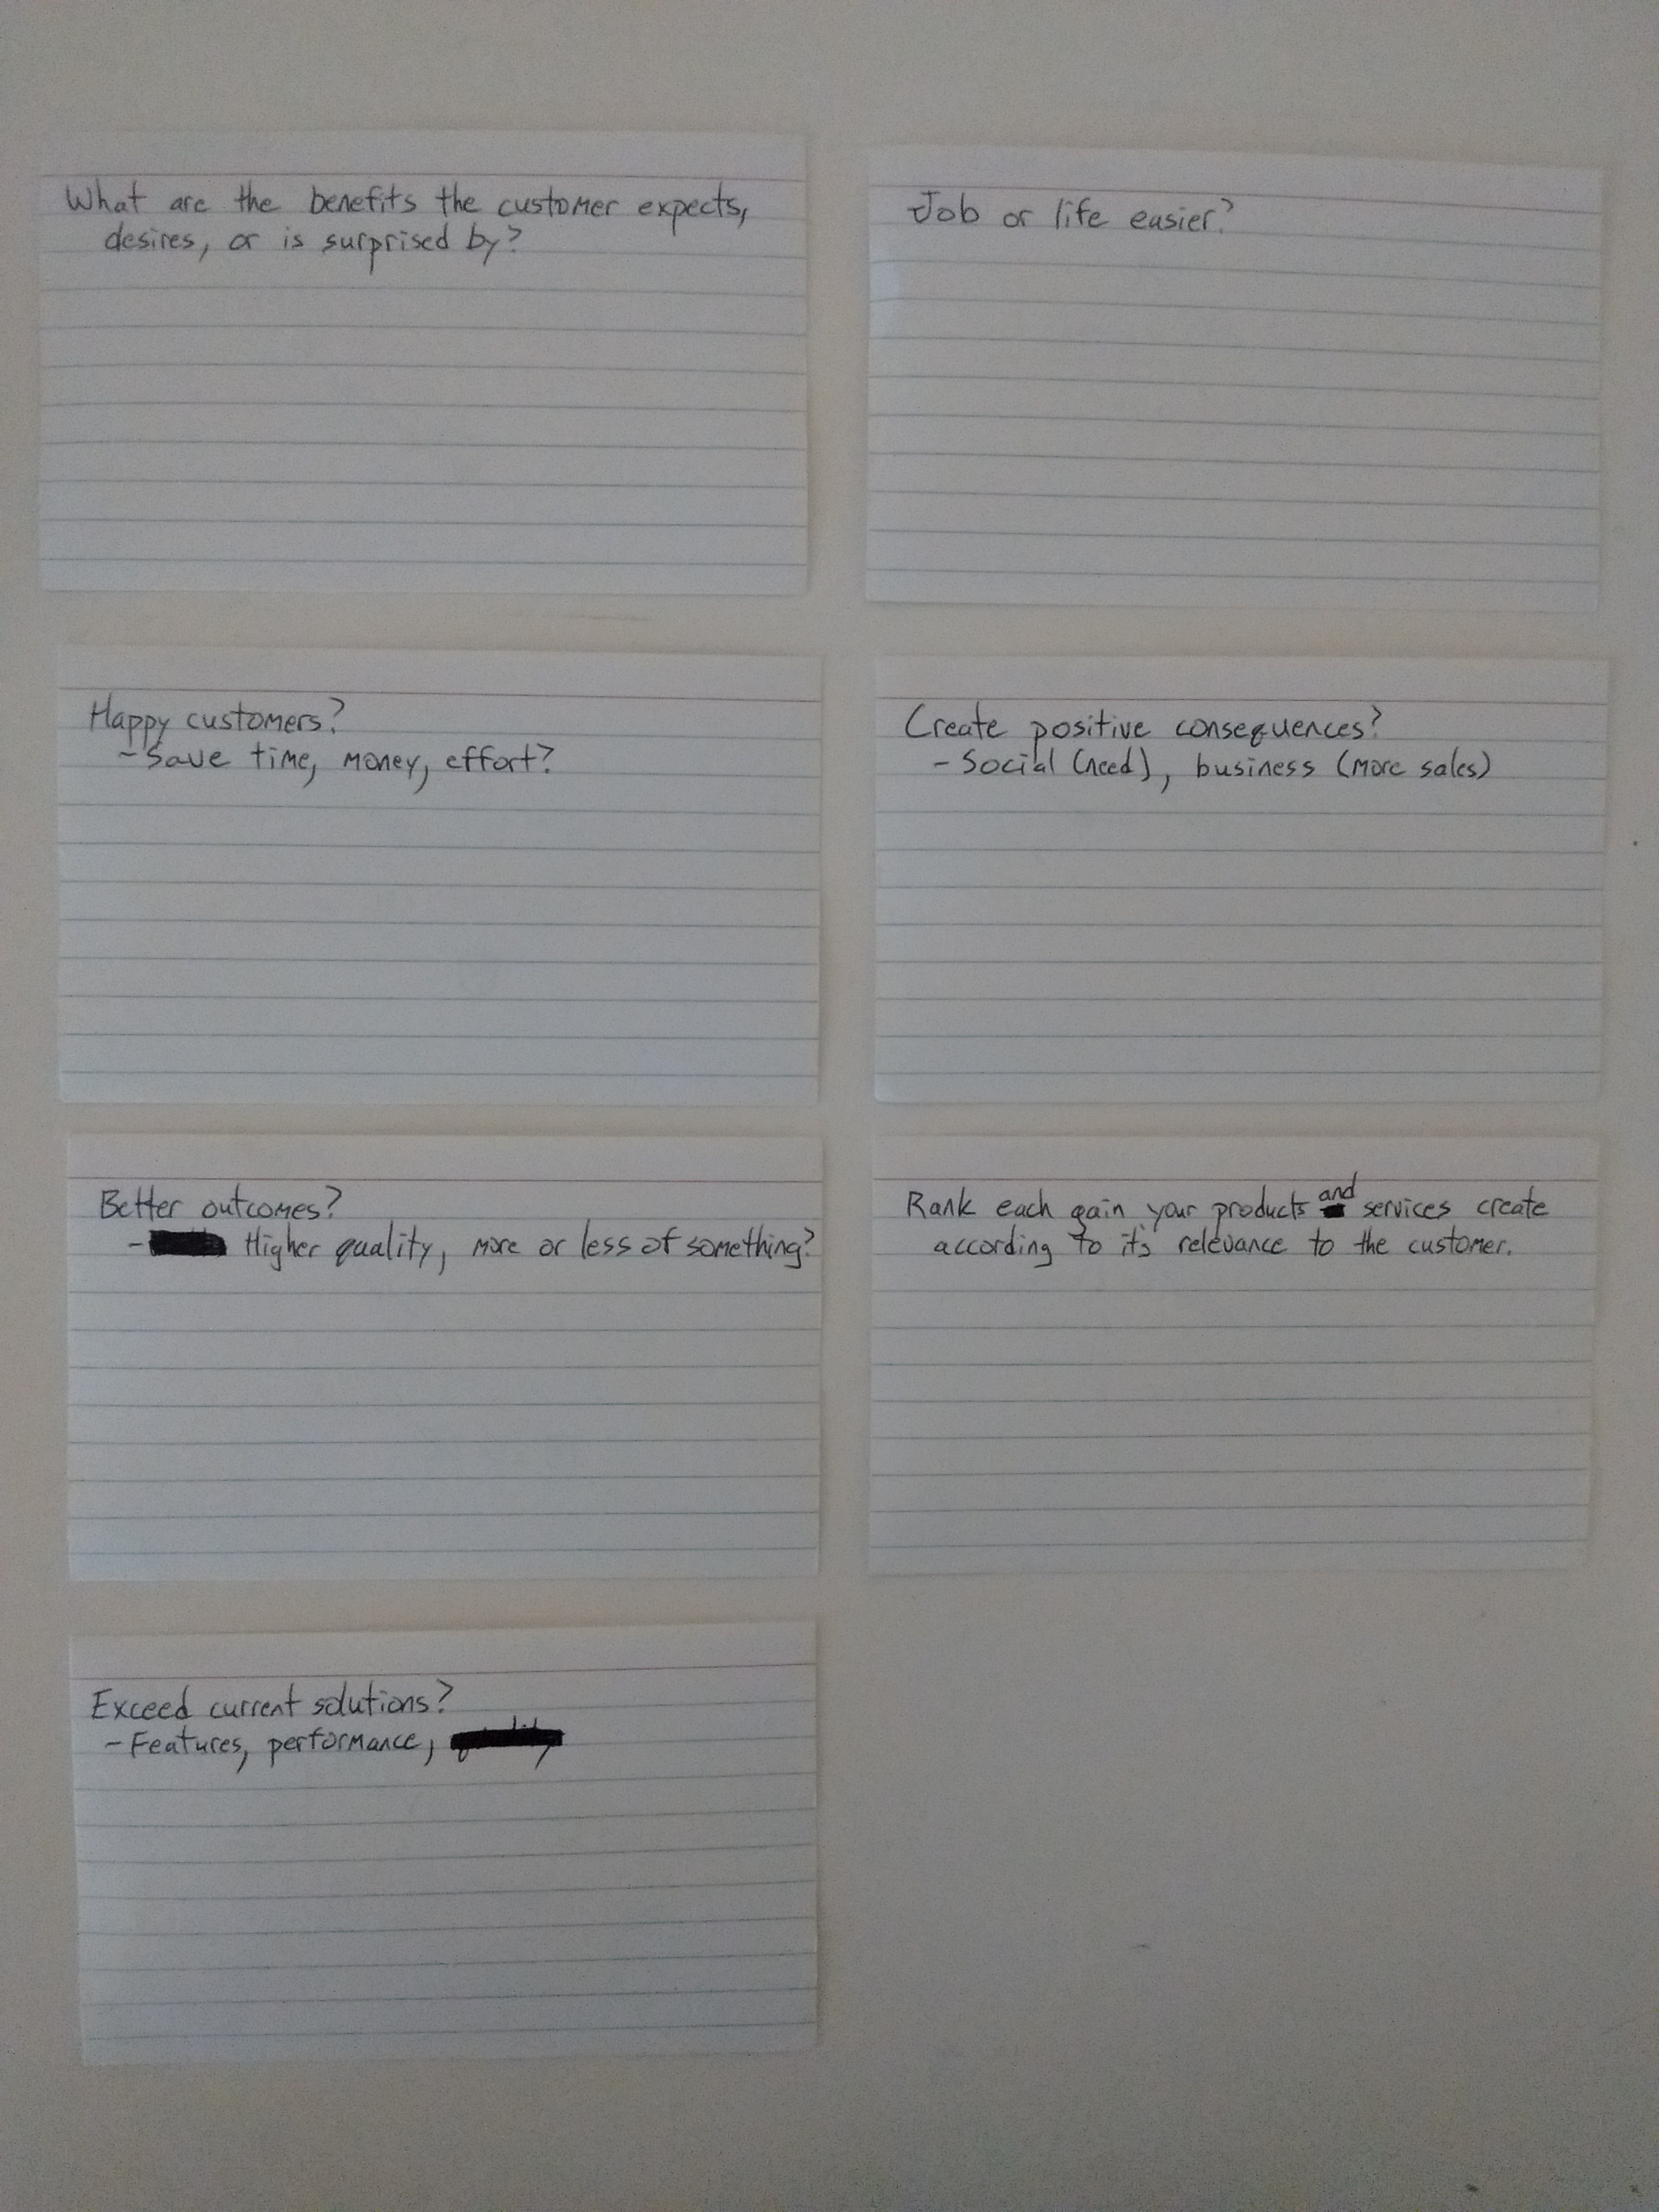 What are the benefits the customer expects,
desires, or is surprised by?
Job or life easier?
Happy customers?
- Save time, money, effort?
Create positive consequences?
- Social (need), business (more sales)
Better outcomes?
- Higher quality, more or less of something?
Rank each gain your products and services create
according to it's relevance to the customer.
Exceed current solutions?
- Features, performance,